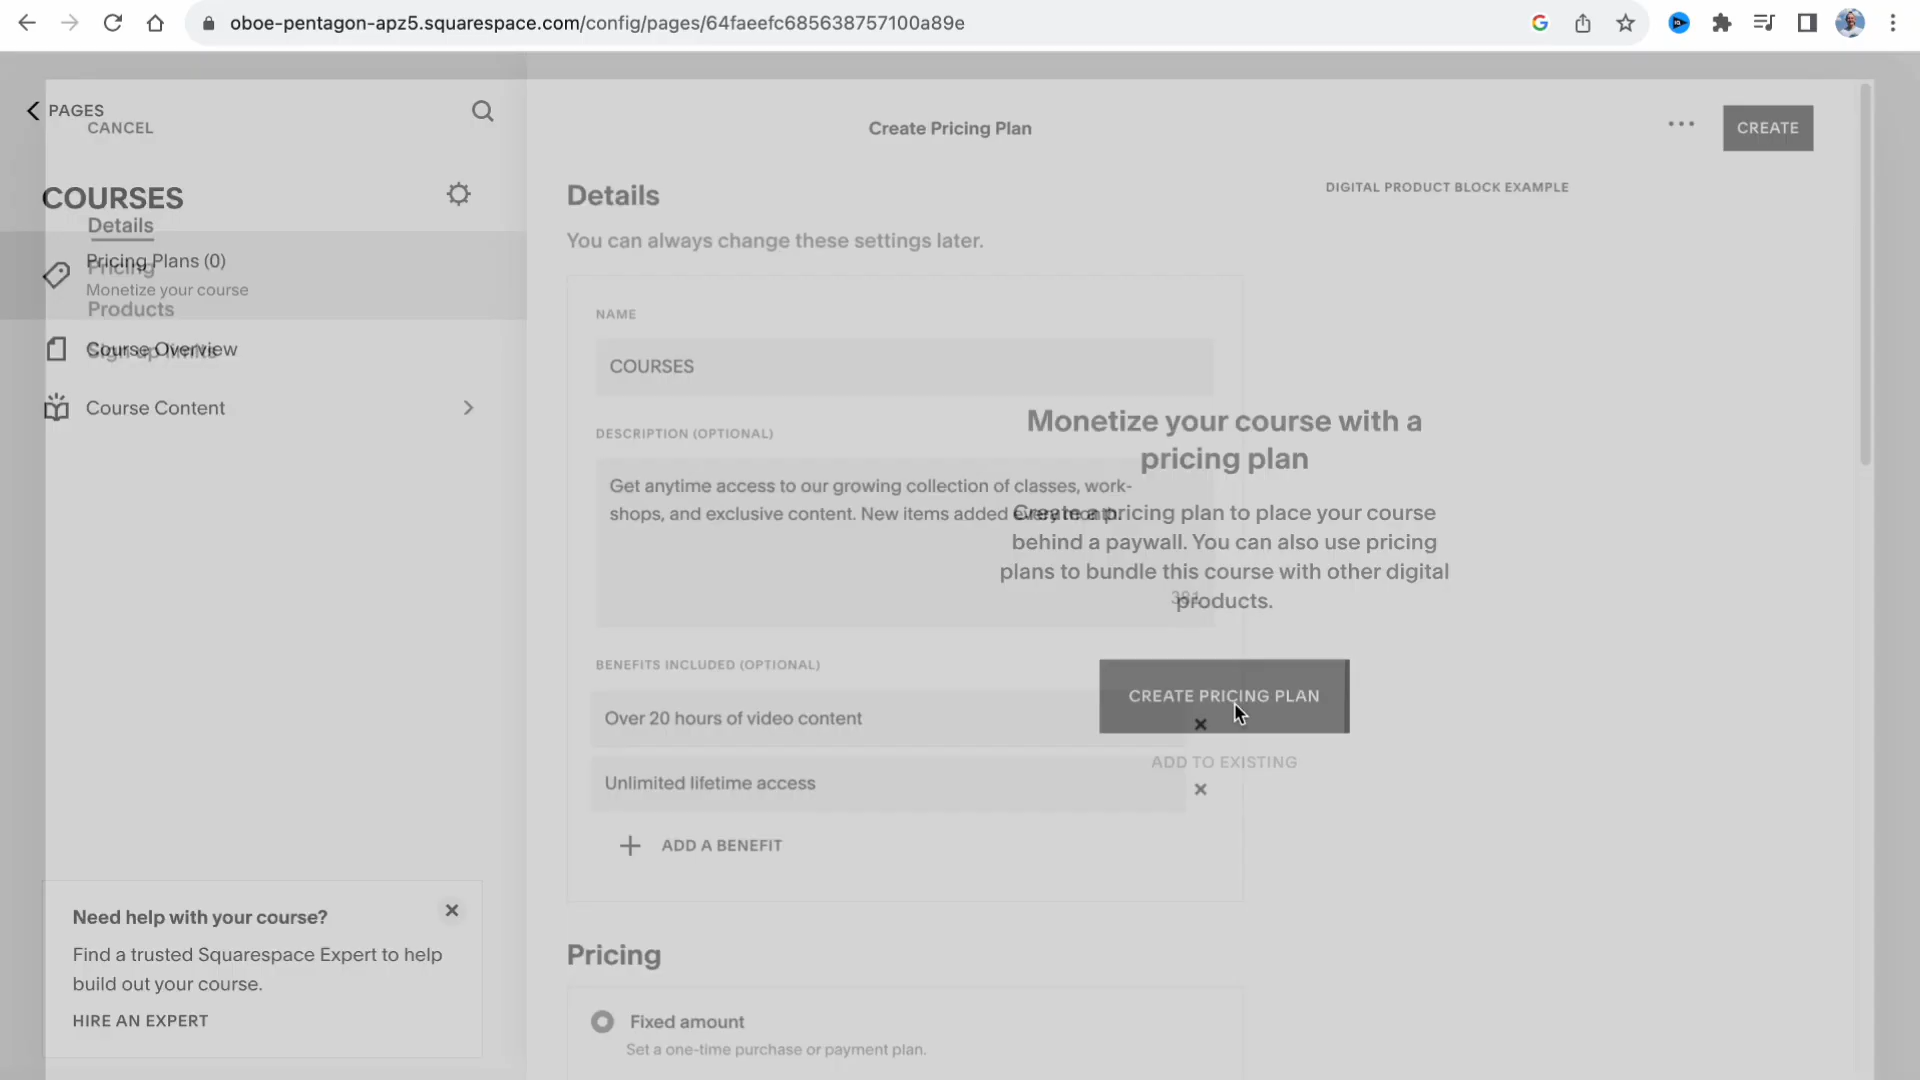 oboe-pentagon-apz5.squarespace.com/config/pages/64faeefc685638757100a89e
PAGES
CANCEL
Create Pricing Plan
CREATE
COURSES
Details
Pricing Plans (0)
Pricing
Monetize your course
Products
Course Overview
Sign up limits
Course Content
Need help with your course?
Find a trusted Squarespace Expert to help
build out your course.
HIRE AN EXPERT
Details
You can always change these settings later.
NAME
COURSES
DESCRIPTION (OPTIONAL)
Get anytime access to our growing collection of classes, work-
shops, and exclusive content. New items added every month.
BENEFITS INCLUDED (OPTIONAL)
Over 20 hours of video content
Unlimited lifetime access
ADD A BENEFIT
Pricing
Fixed amount
Set a one-time purchase or payment plan.
DIGITAL PRODUCT BLOCK EXAMPLE
Monetize your course with a
pricing plan
Create a pricing plan to place your course
behind a paywall. You can also use pricing
plans to bundle this course with other digital
products.
CREATE PRICING PLAN
ADD TO EXISTING